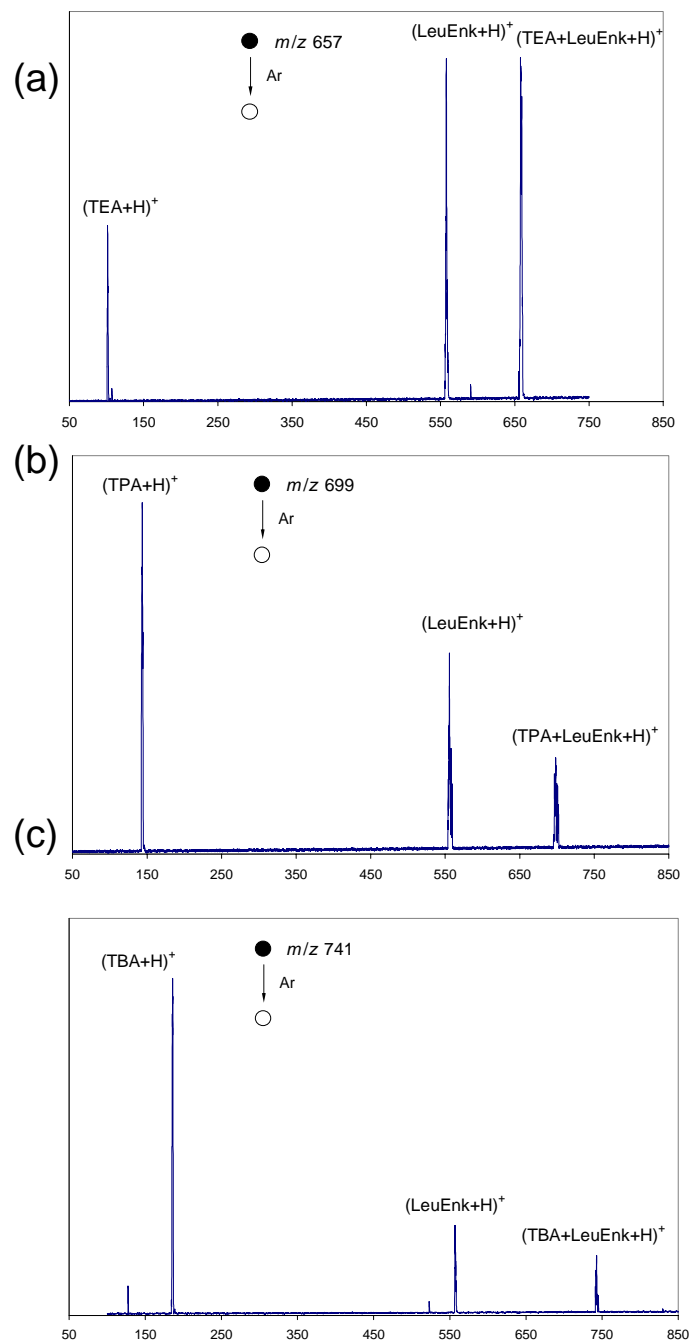 (a)
m/z 657
Ar
(LeuEnk+H)⁺
(TEA+LeuEnk+H)⁺
(TEA+H)⁺
50 150 250 350 450 550 650 750 850
(b)
(TPA+H)⁺
m/z 699
Ar
(LeuEnk+H)⁺
(TPA+LeuEnk+H)⁺
50 150 250 350 450 550 650 750 850
(c)
(TBA+H)⁺
m/z 741
Ar
(LeuEnk+H)⁺
(TBA+LeuEnk+H)⁺
50 150 250 350 450 550 650 750 850